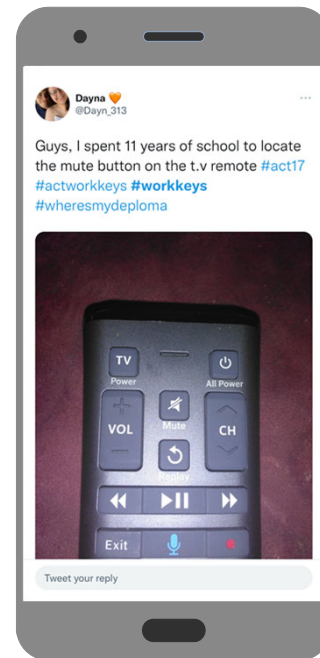 Dayna 🧡
@Dayn_313
Guys, I spent 11 years of school to locate
the mute button on the t.v remote #act17
#actworkkeys #workkeys
#wheresmydeploma
TV
Power
All Power
VOL
Mute
CH
Replay
Exit
Tweet your reply